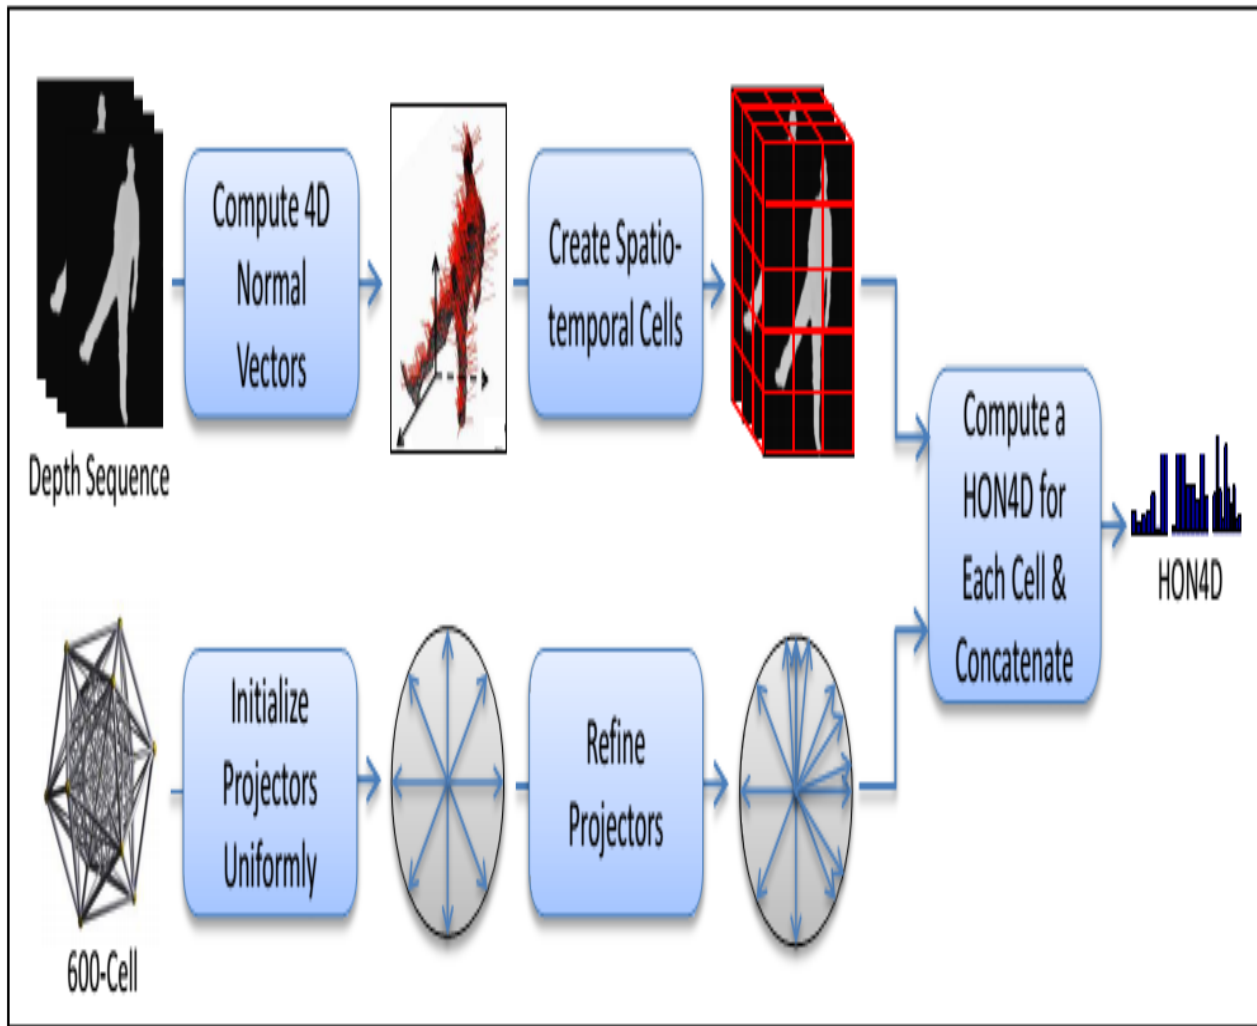 Compute 4D
Normal
Vectors
Create Spatio-
temporal Cells
Depth Sequence
Compute a
HON4D for
Each Cell &
Concatenate
HON4D
Initialize
Projectors
Uniformly
Refine
Projectors
600-Cell